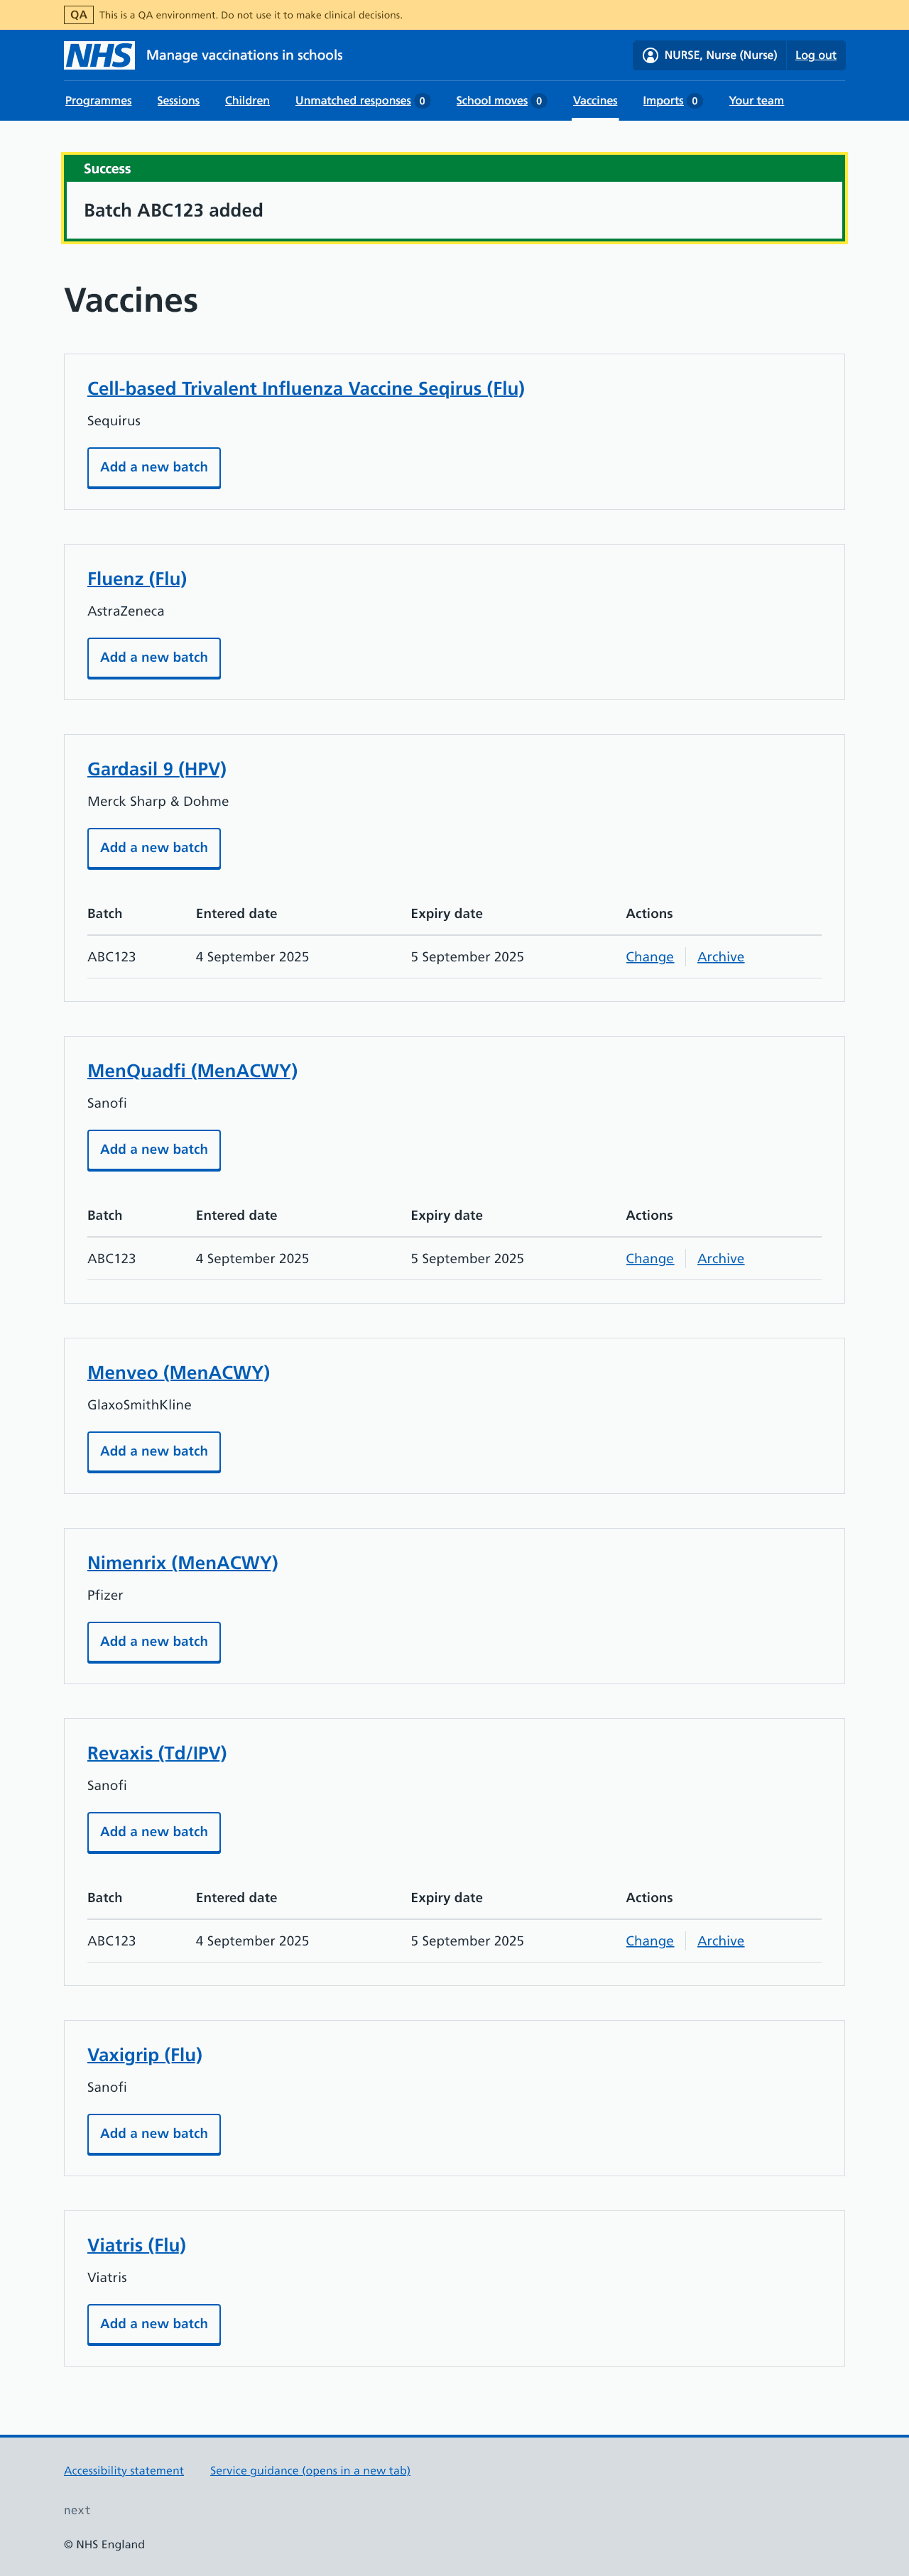 QA This is a QA environment. Do not use it to make clinical decisions.
NHS Manage vaccinations in schools NURSE, Nurse (Nurse) Log out
Programmes Sessions Children Unmatched responses 0 School moves 0 Vaccines Imports 0 Your team
Success
Batch ABC123 added
Vaccines
Cell-based Trivalent Influenza Vaccine Seqirus (Flu)
Sequirus
Add a new batch
Fluenz (Flu)
AstraZeneca
Add a new batch
Gardasil 9 (HPV)
Merck Sharp & Dohme
Add a new batch
Batch Entered date Expiry date Actions
ABC123 4 September 2025 5 September 2025 Change Archive
MenQuadfi (MenACWY)
Sanofi
Add a new batch
Batch Entered date Expiry date Actions
ABC123 4 September 2025 5 September 2025 Change Archive
Menveo (MenACWY)
GlaxoSmithKline
Add a new batch
Nimenrix (MenACWY)
Pfizer
Add a new batch
Revaxis (Td/IPV)
Sanofi
Add a new batch
Batch Entered date Expiry date Actions
ABC123 4 September 2025 5 September 2025 Change Archive
Vaxigrip (Flu)
Sanofi
Add a new batch
Viatris (Flu)
Viatris
Add a new batch
Accessibility statement Service guidance (opens in a new tab)
next
© NHS England